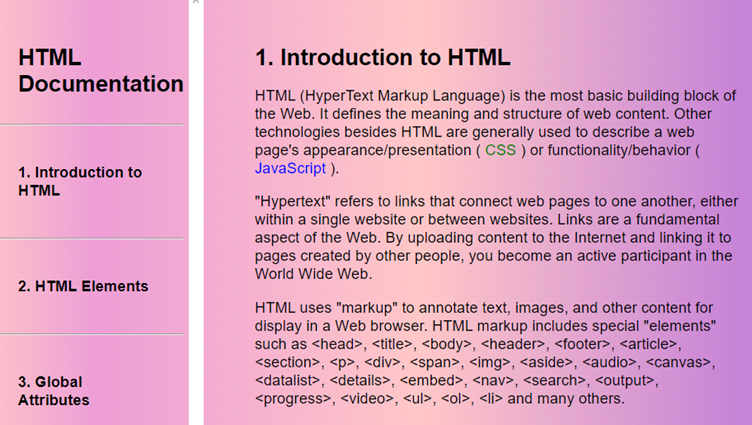 HTML
Documentation
1. Introduction to
HTML
2. HTML Elements
3. Global
Attributes
1. Introduction to HTML
HTML (HyperText Markup Language) is the most basic building block of
the Web. It defines the meaning and structure of web content. Other
technologies besides HTML are generally used to describe a web
page's appearance/presentation ( CSS ) or functionality/behavior (
JavaScript ).
"Hypertext" refers to links that connect web pages to one another, either
within a single website or between websites. Links are a fundamental
aspect of the Web. By uploading content to the Internet and linking it to
pages created by other people, you become an active participant in the
World Wide Web.
HTML uses "markup" to annotate text, images, and other content for
display in a Web browser. HTML markup includes special "elements"
such as <head>, <title>, <body>, <header>, <footer>, <article>,
<section>, <p>, <div>, <span>, <img>, <aside>, <audio>, <canvas>,
<datalist>, <details>, <embed>, <nav>, <search>, <output>,
<progress>, <video>, <ul>, <ol>, <li> and many others.